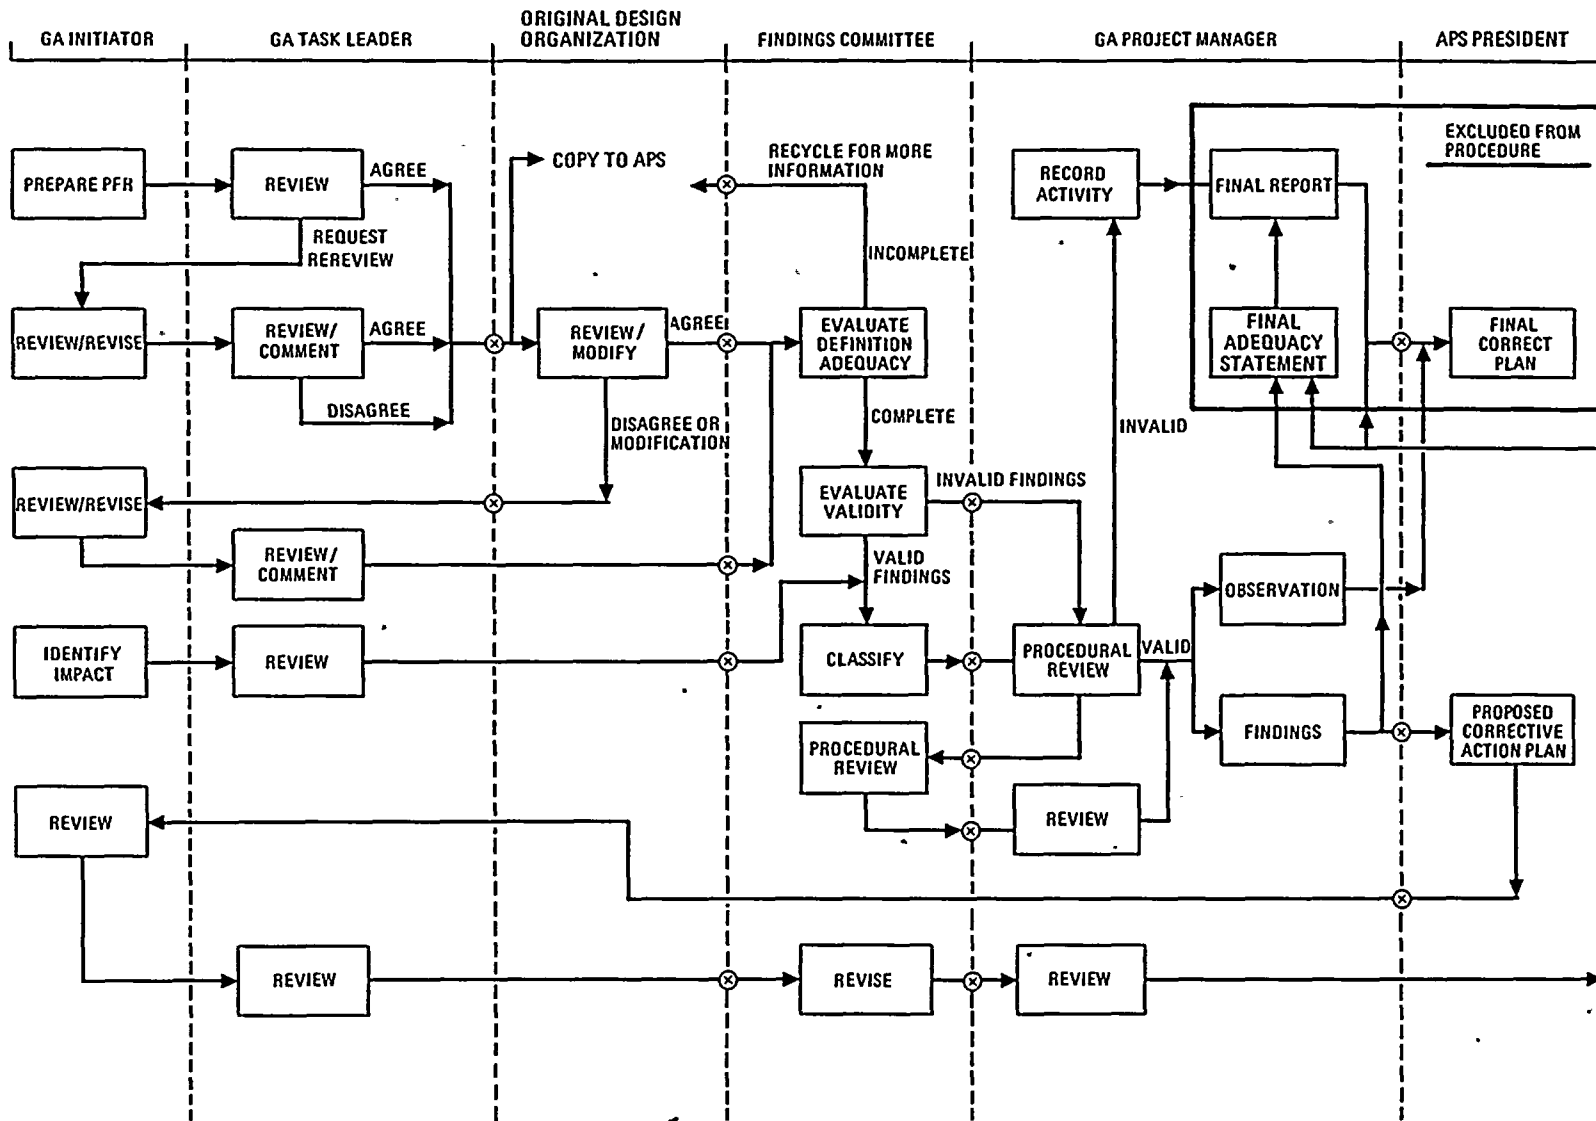 ORIGINAL DESIGN
GA INITIATOR
GA TASK LEADER
ORGANIZATION
FINDINGS COMMITTEE
GA PROJECT MANAGER
APS PRESIDENT
PREPARE PFR
REVIEW
AGREE
COPY TO APS
RECYCLE FOR MORE
INFORMATION
RECORD
ACTIVITY
FINAL REPORT
EXCLUDED FROM
PROCEDURE
REQUEST
REREVIEW
INCOMPLETE
REVIEW/REVISE
REVIEW/
COMMENT
AGREE
REVIEW/
MODIFY
AGREE
EVALUATE
DEFINITION
ADEQUACY
FINAL
ADEQUACY
STATEMENT
FINAL
CORRECT
PLAN
DISAGREE
DISAGREE OR
MODIFICATION
COMPLETE
INVALID
REVIEW/REVISE
EVALUATE
VALIDITY
INVALID FINDINGS
REVIEW/
COMMENT
VALID
FINDINGS
OBSERVATION
IDENTIFY
IMPACT
REVIEW
CLASSIFY
PROCEDURAL
REVIEW
VALID
PROCEDURAL
REVIEW
FINDINGS
PROPOSED
CORRECTIVE
ACTION PLAN
REVIEW
REVIEW
REVIEW
REVISE
REVIEW